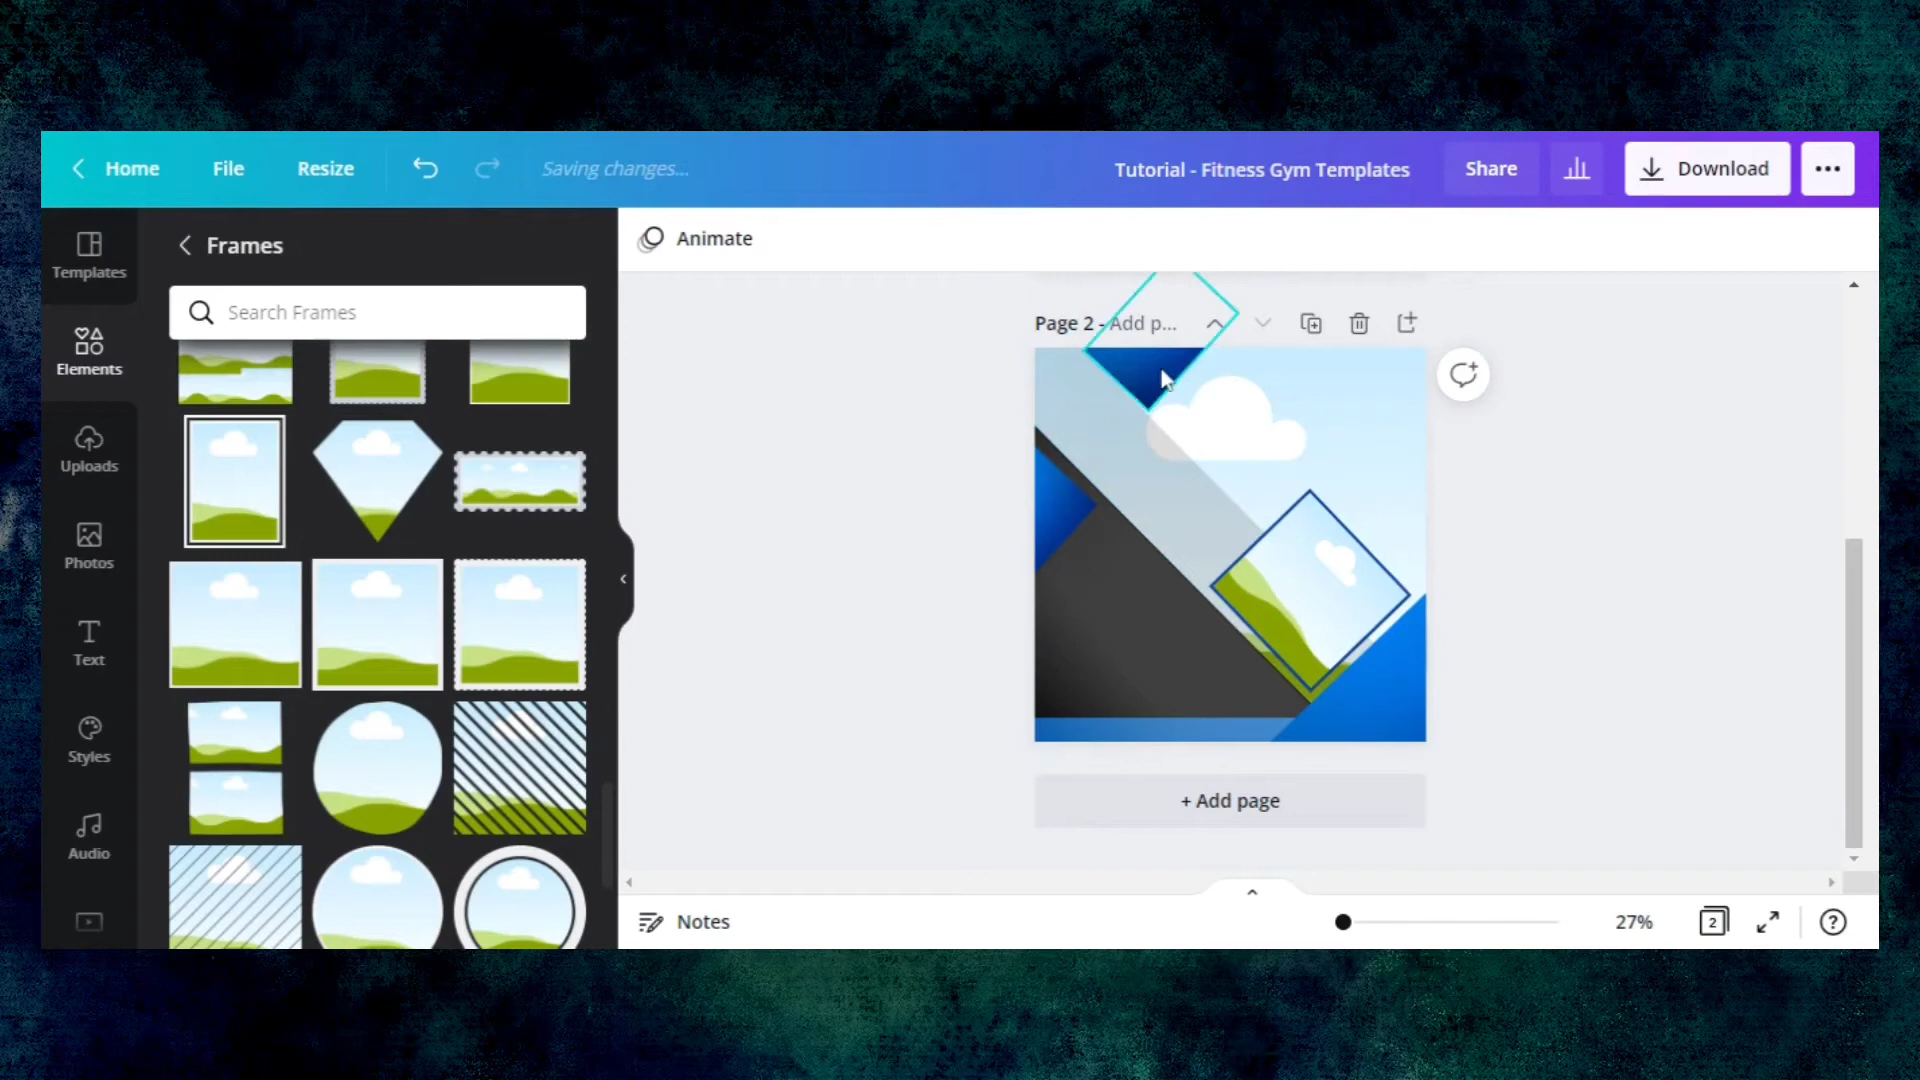 Home
File
Resize
Saving changes...
Tutorial - Fitness Gym Templates
Share
Download
Templates
Elements
Uploads
Photos
Text
Styles
Audio
Frames
Search Frames
Animate
Page 2 - Add p...
+ Add page
Notes
27%
2